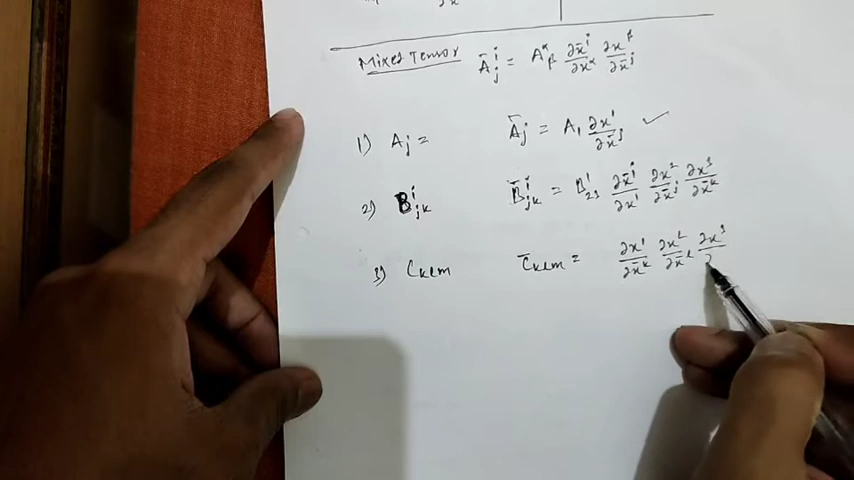 Mixed Tensor Ā^i_j = A^α_β ∂x̄^i/∂x^α ∂x^β/∂x̄^j
1) A_j = Ā_j = A_1 ∂x^1/∂x̄^j ✓
2) B^i_jk B̄^i_jk = B^1_23 ∂x̄^i/∂x^1 ∂x^2/∂x̄^j ∂x^3/∂x̄^k
3) C_klm C̄_klm = ∂x^1/∂x̄^k ∂x^2/∂x̄^l ∂x^3/∂